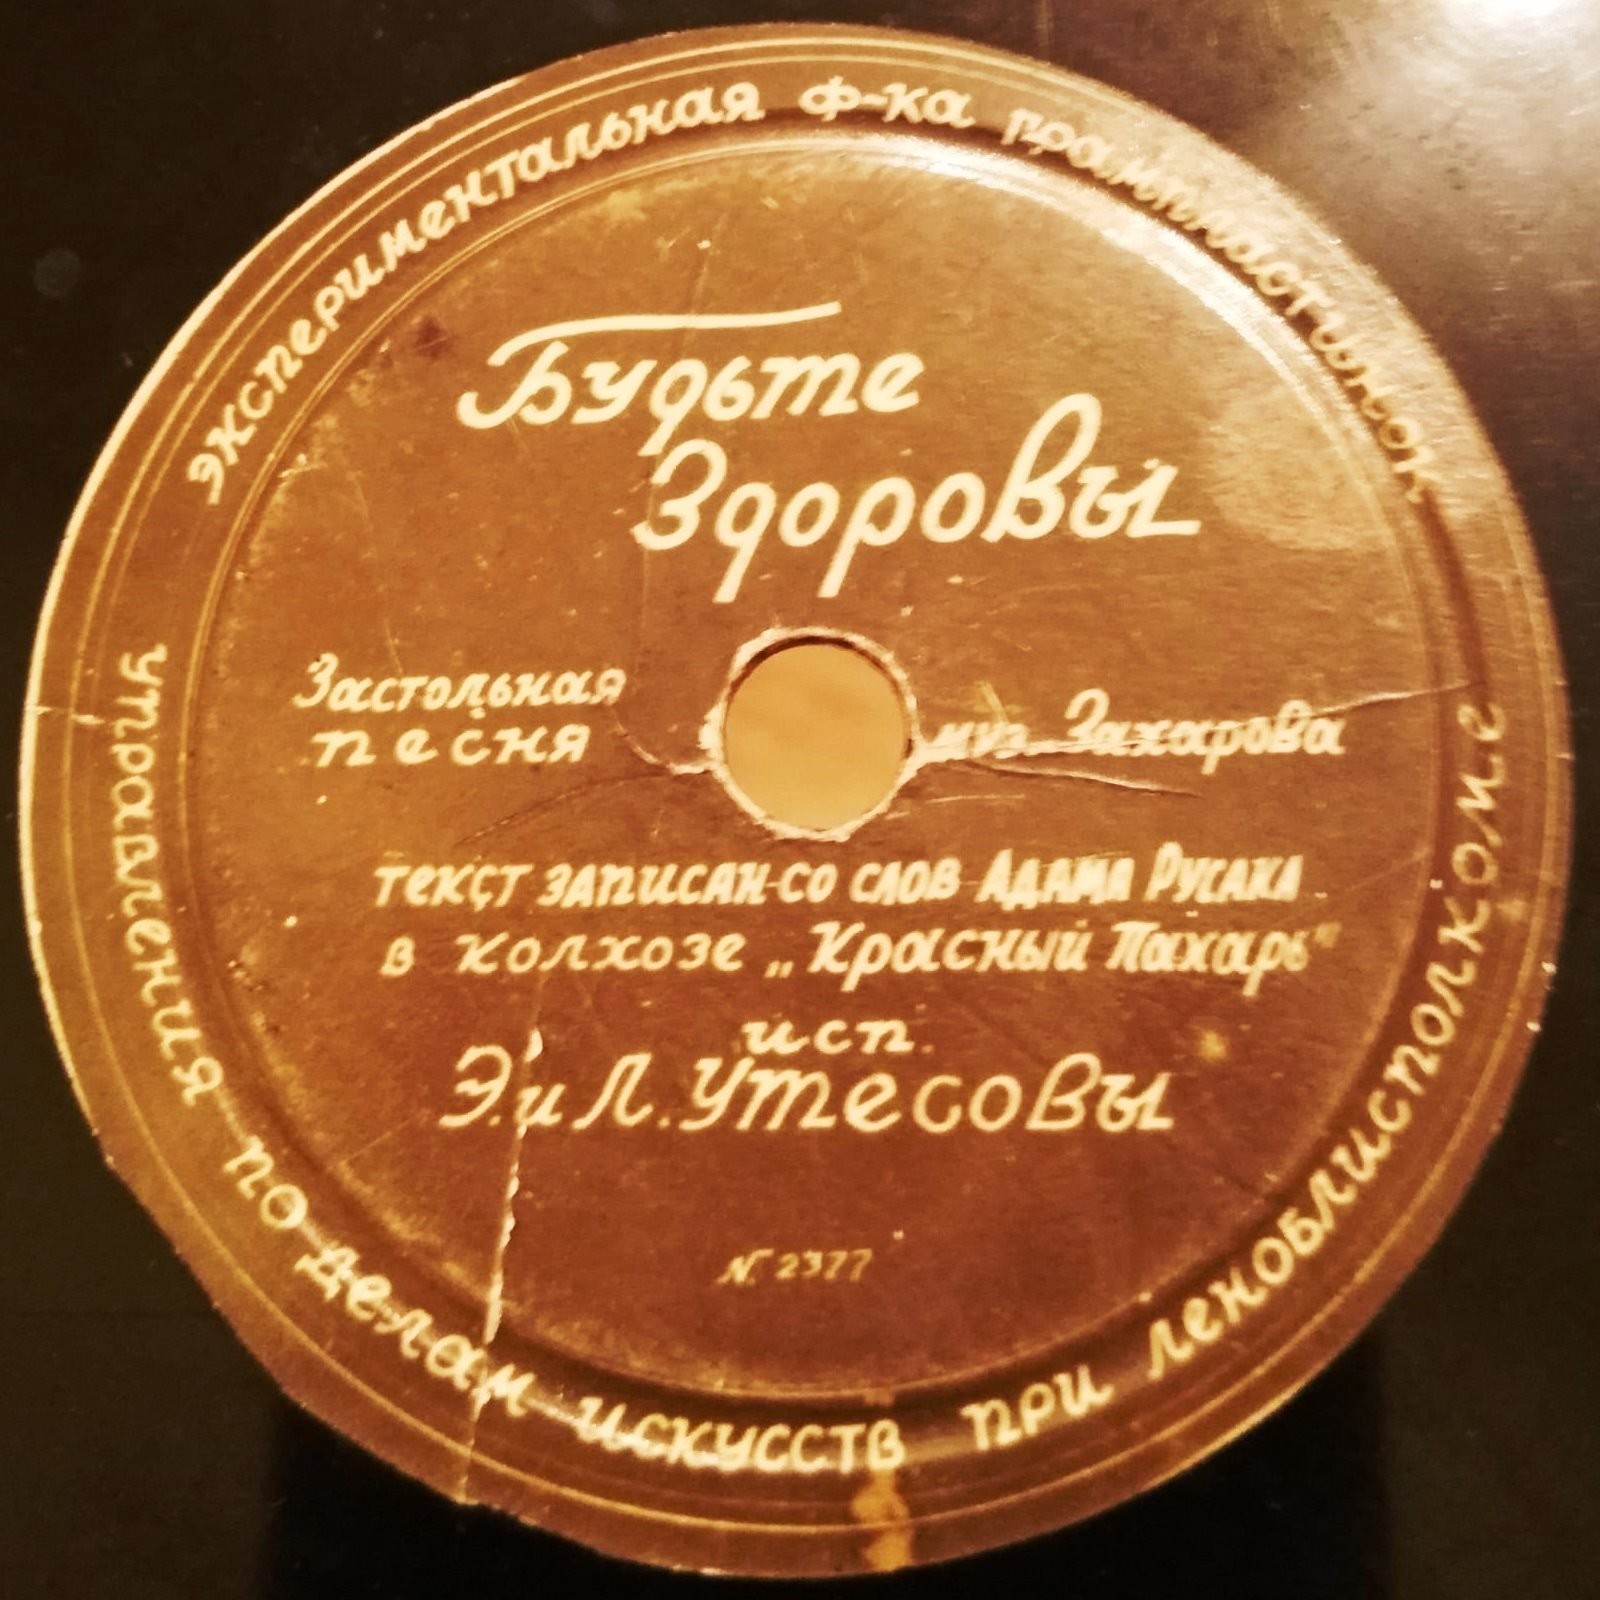 экспериментальная ф-ка грампластинок
Будьте
Здоровы
Застольная
песня
муз. Захарова
текст записан со слов Адама Русака
в колхозе „Красный Пахарь"
исп.
Э. и Л. Утесовы
N. 2377
управления по делам искусств при леноблисполкоме